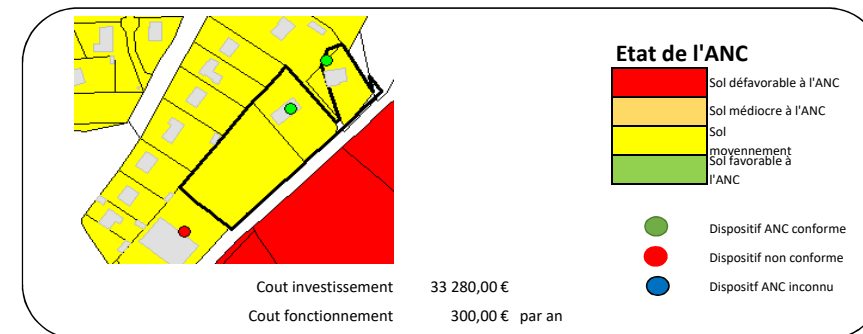 Etat de l'ANC
Sol défavorable à l'ANC
Sol médiocre à l'ANC
Sol
moyennement
Sol favorable à
l'ANC
Dispositif ANC conforme
Dispositif non conforme
Dispositf ANC inconnu
Cout investissement 33 280,00 €
Cout fonctionnement 300,00 € par an